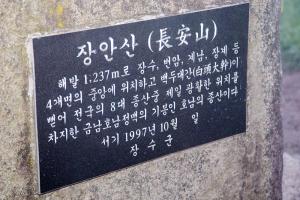 장안산 (長安山)
해발 1.237m로 장수, 번암, 계남, 장계 등
4개면의 중앙에 위치하고 백두대간(白頭大幹)이
뻗어 전국의 8대 종산중 제일 광활한 위치를
차지한 금남호남정맥의 기봉인 호남의 종산이다.
서기 1997년 10월 일
장수군